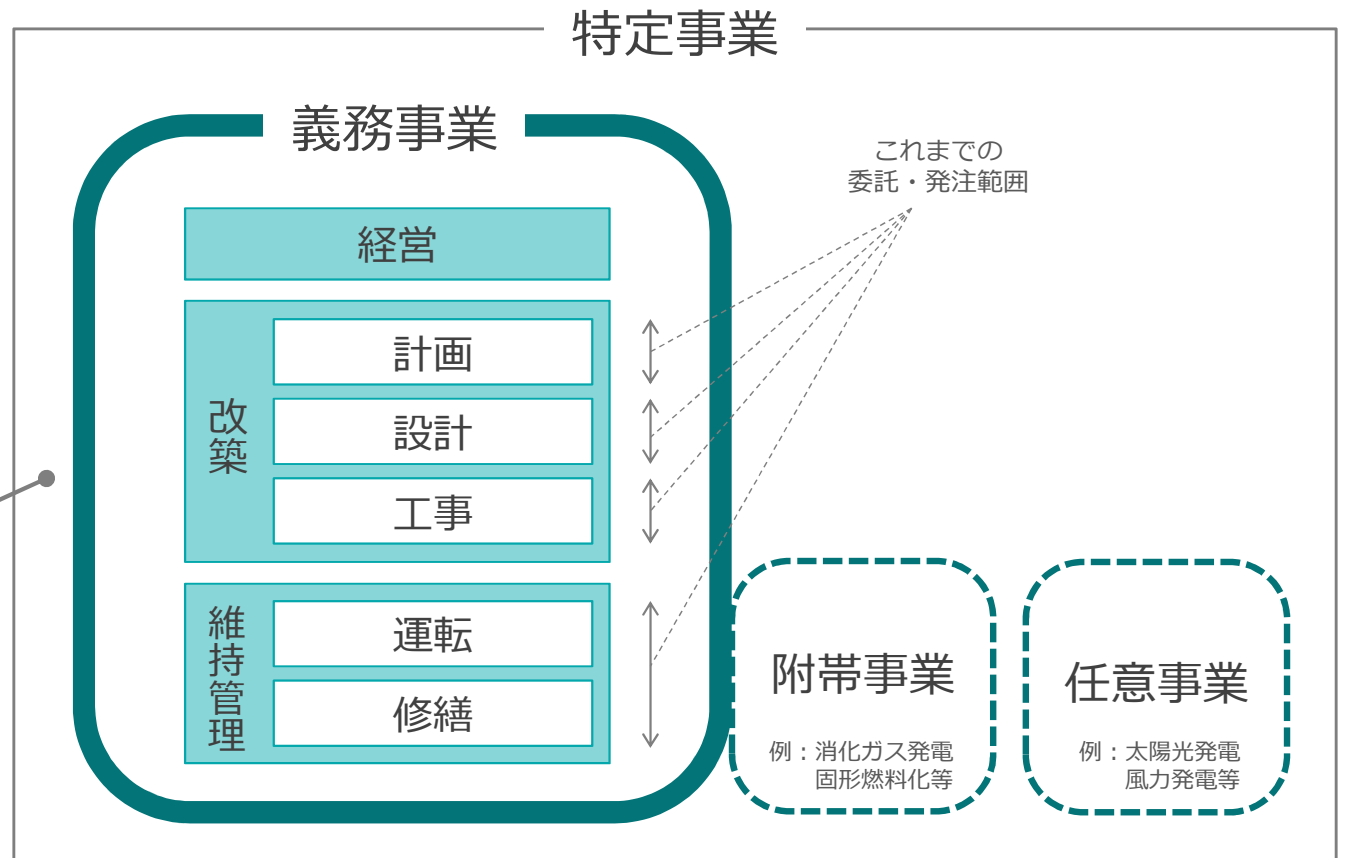 特定事業
義務事業
これまでの
委託・発注範囲
経営
改築
計画
設計
工事
維持管理
運転
修繕
附帯事業
例：消化ガス発電
固形燃料化等
任意事業
例：太陽光発電
風力発電等